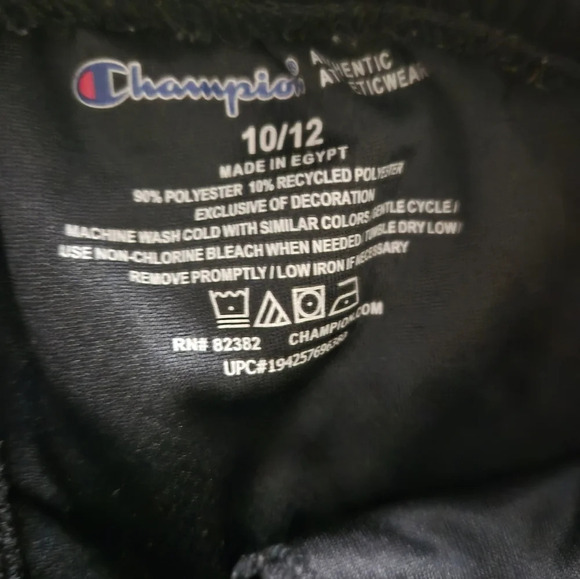 Champion
AUTHENTIC
ATHLETICWEAR
10/12
MADE IN EGYPT
90% POLYESTER 10% RECYCLED POLYESTER
EXCLUSIVE OF DECORATION
MACHINE WASH COLD WITH SIMILAR COLORS GENTLE CYCLE /
USE NON-CHLORINE BLEACH WHEN NEEDED TUMBLE DRY LOW/
REMOVE PROMPTLY / LOW IRON IF NECESSARY
RN# 82382 CHAMPION.COM